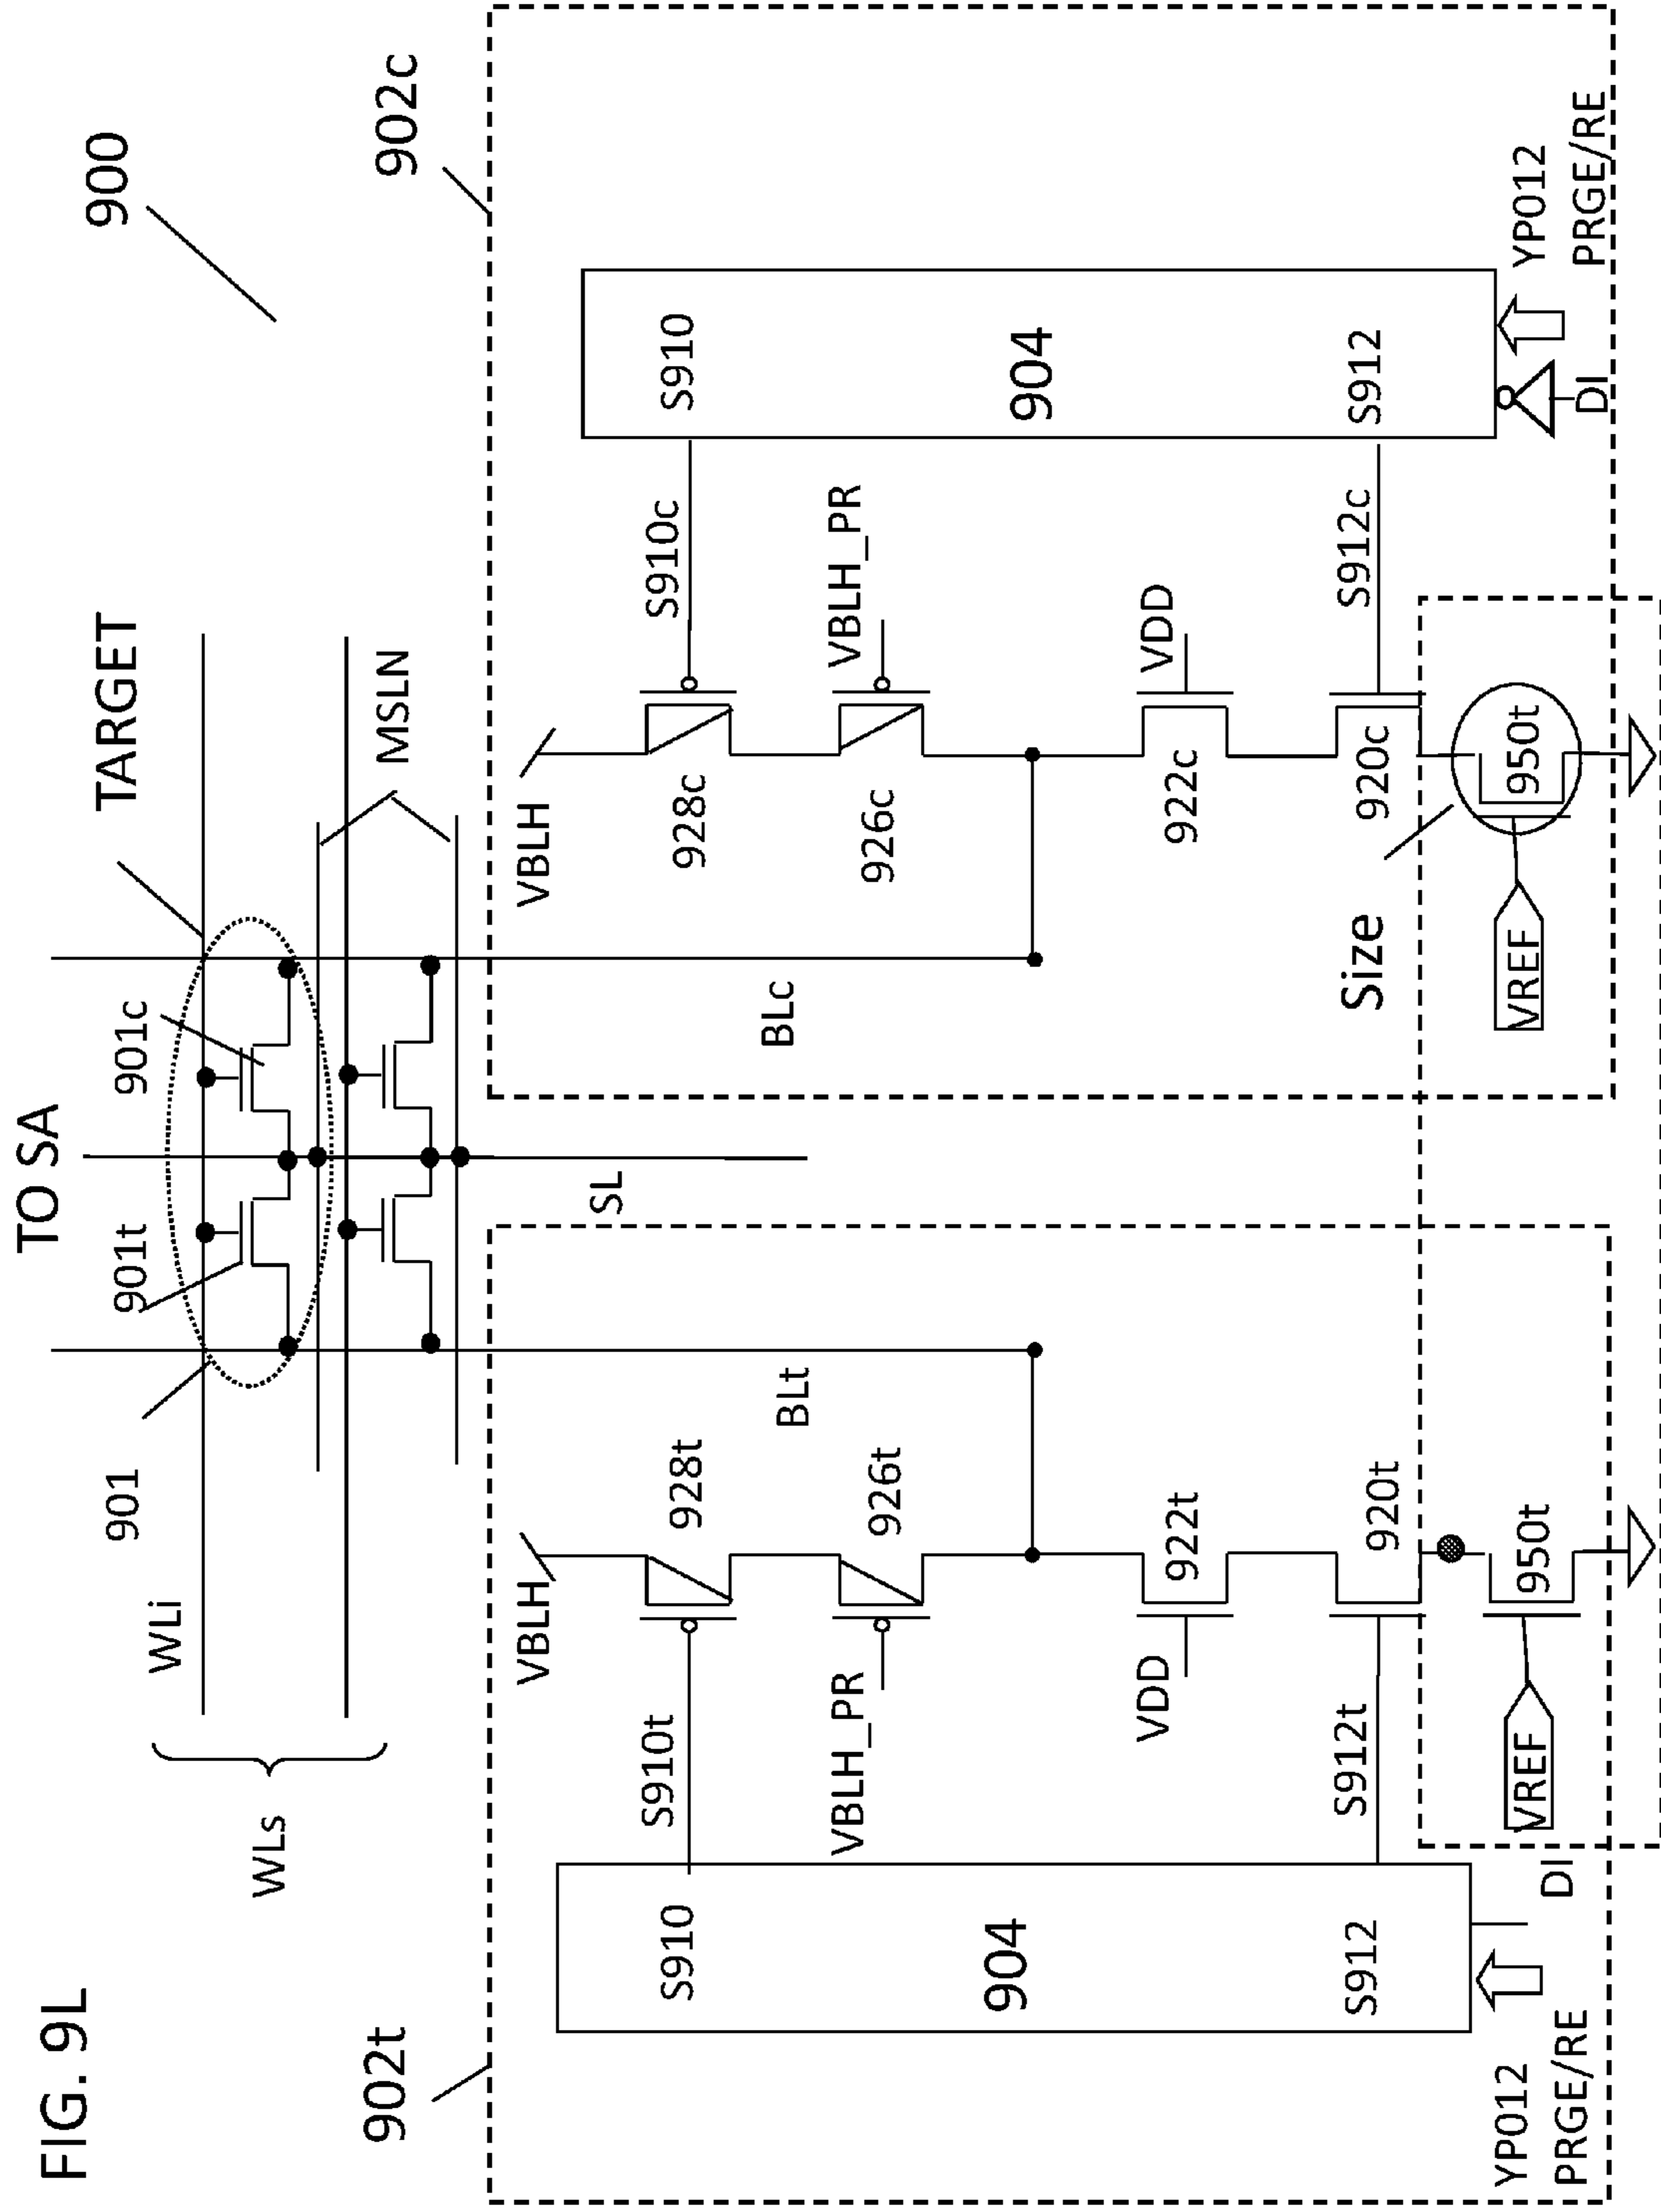 FIG. 9L
TO SA
900
TARGET
901
901t
901c
WLi
WLs
MSLN
SL
902t
902c
VBLH
928t
S910t
S910
926t
VBLH_PR
BLt
904
922t
VDD
920t
S912t
S912
950t
VREF
DI
YP012
PRGE/RE
VBLH
928c
S910c
S910
926c
VBLH_PR
BLc
904
922c
VDD
920c
S912c
S912
Size
950t
VREF
DI
YP012
PRGE/RE